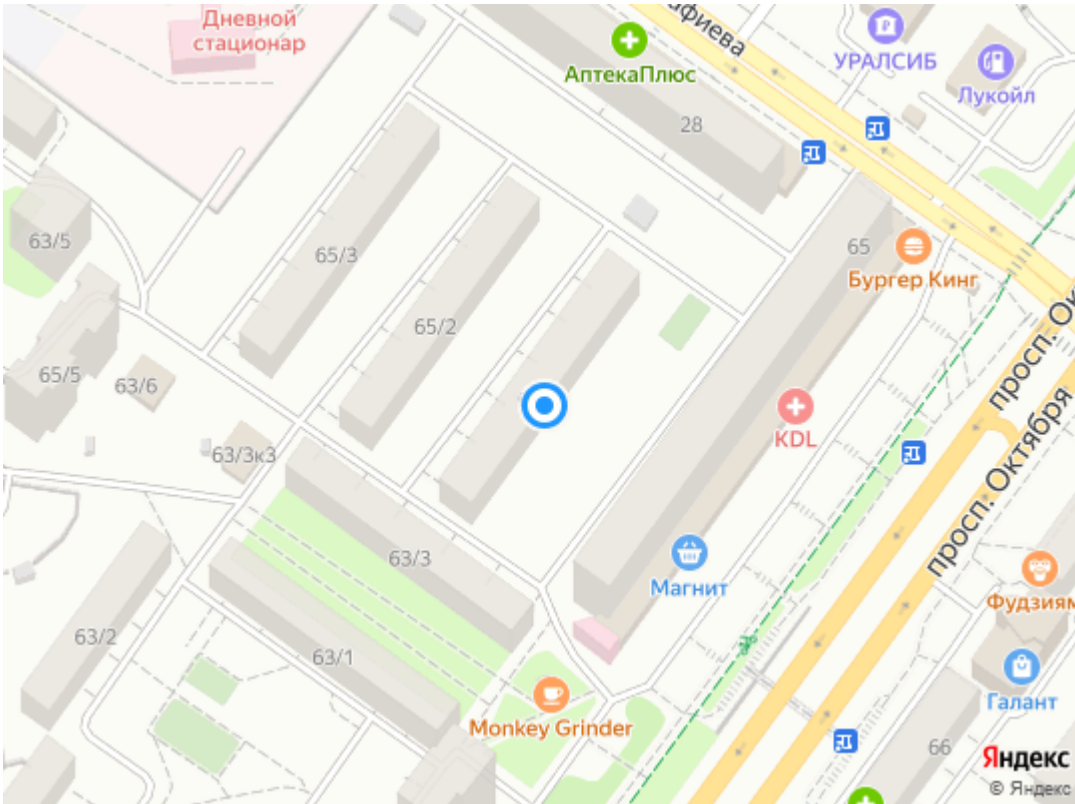 Дневной
стационар
афиева
УРАЛСИБ
АптекаПлюс
Лукойл
28
63/5
65/3
65
Бургер Кинг
65/2
просп. Ок
65/5
63/6
KDL
просп. Октября
63/3к3
63/3
Магнит
Фудзиям
63/2
63/1
Галант
Monkey Grinder
66
Яндекс
© Яндекс